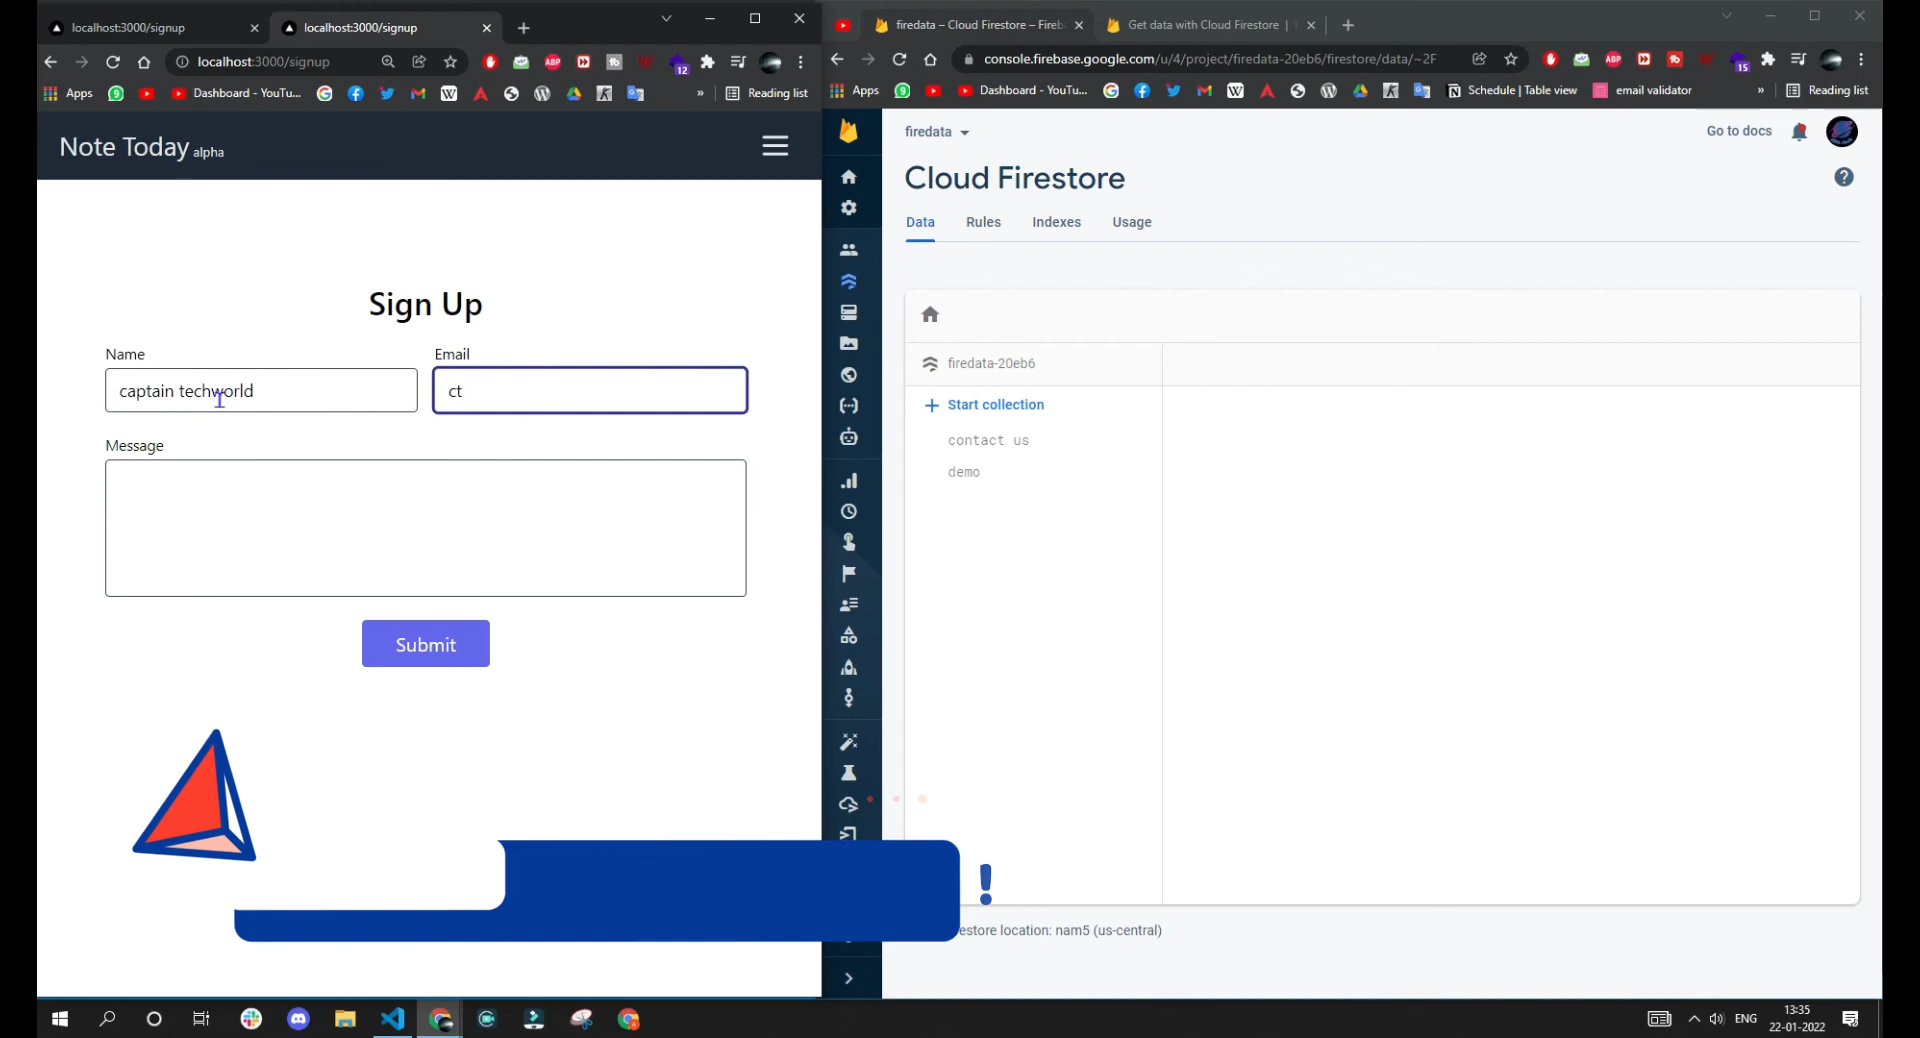 localhost:3000/signup
localhost:3000/signup
localhost:3000/signup
ABP
12
Apps
Dashboard - YouTu...
»
Reading list
Note Today alpha
Sign Up
Name
Email
captain techworld
ct
Message
Submit
firedata – Cloud Firestore – Fireb
Get data with Cloud Firestore |
console.firebase.google.com/u/4/project/firedata-20eb6/firestore/data/~2F
ABP
15
Apps
Dashboard - YouTu...
Schedule | Table view
email validator
»
Reading list
firedata
Go to docs
Cloud Firestore
?
Data
Rules
Indexes
Usage
firedata-20eb6
+ Start collection
contact us
demo
!
estore location: nam5 (us-central)
ENG
13:35
22-01-2022